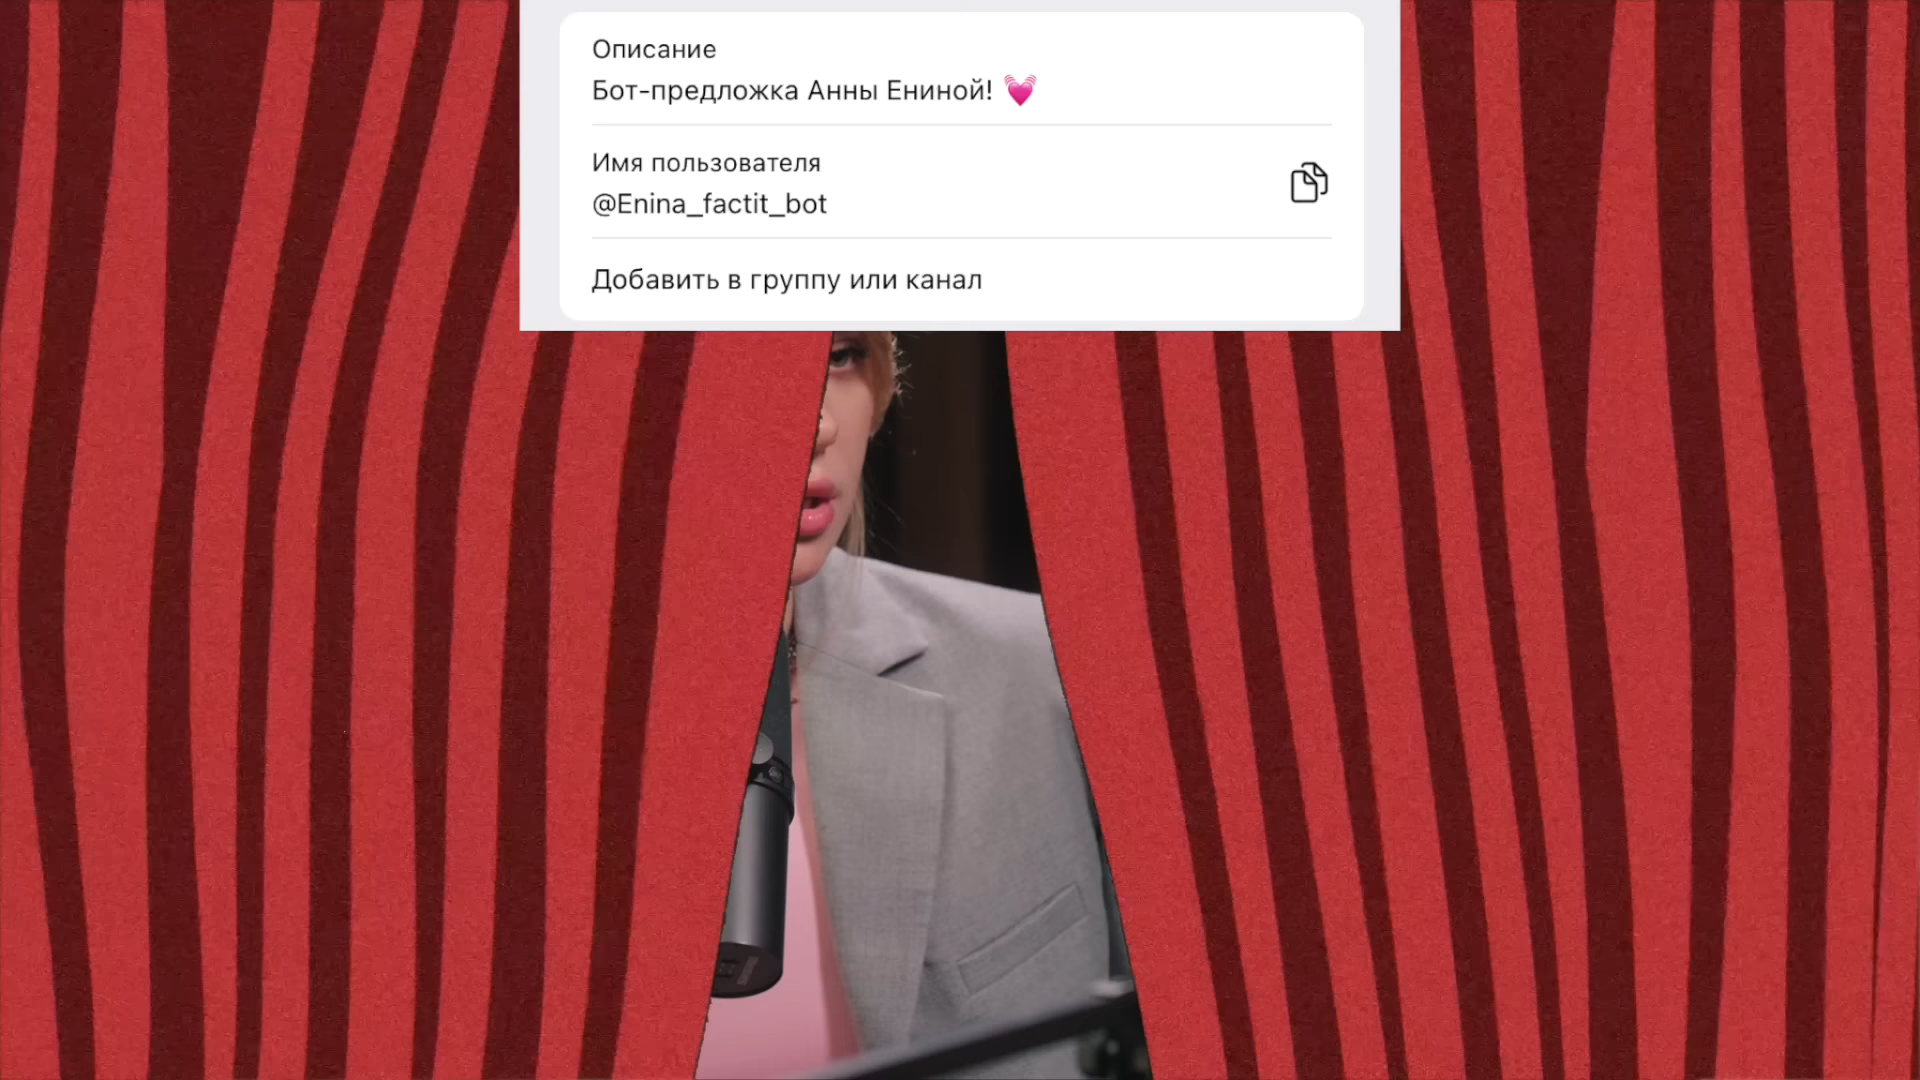 Описание
Бот-предложка Анны Ениной! 💓
Имя пользователя
@Enina_factit_bot
Добавить в группу или канал